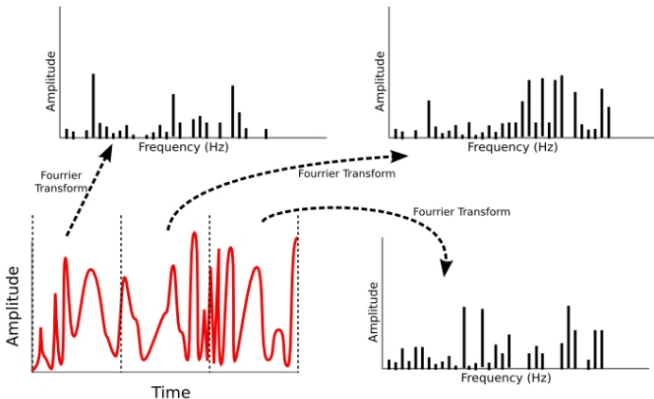 Amplitude
Frequency (Hz)
Amplitude
Frequency (Hz)
Fourrier
Transform
Fourrier Transform
Fourrier Transform
Amplitude
Time
Amplitude
Frequency (Hz)